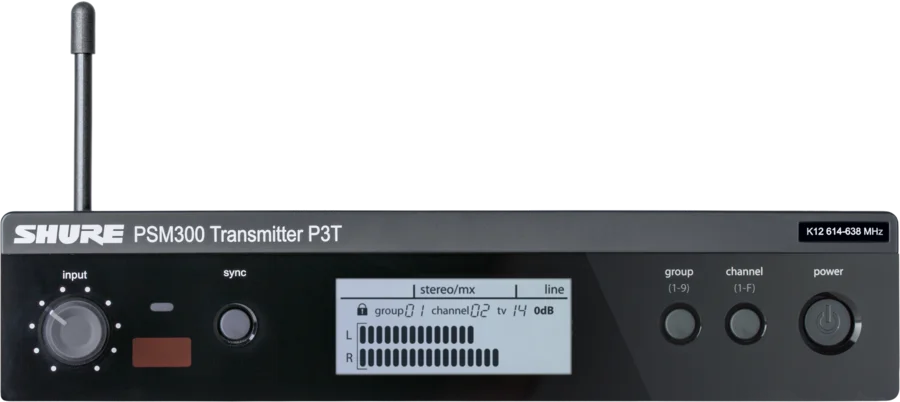 SHURE PSM300 Transmitter P3T
K12 614-638 MHz
input
sync
group
(1-9)
channel
(1-F)
power
stereo/mx line
group 01 channel 02 tv 14 0dB
L
R